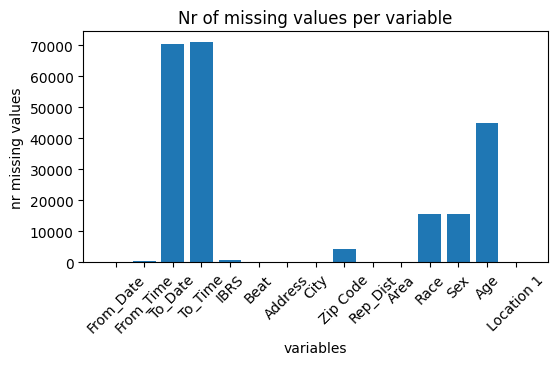 Nr of missing values per variable
nr missing values
70000
60000
50000
40000
30000
20000
10000
0
From_Date
From_Time
To_Date
To_Time
IBRS
Beat
Address
City
Zip Code
Rep_Dist
Area
Race
Sex
Age
Location 1
variables